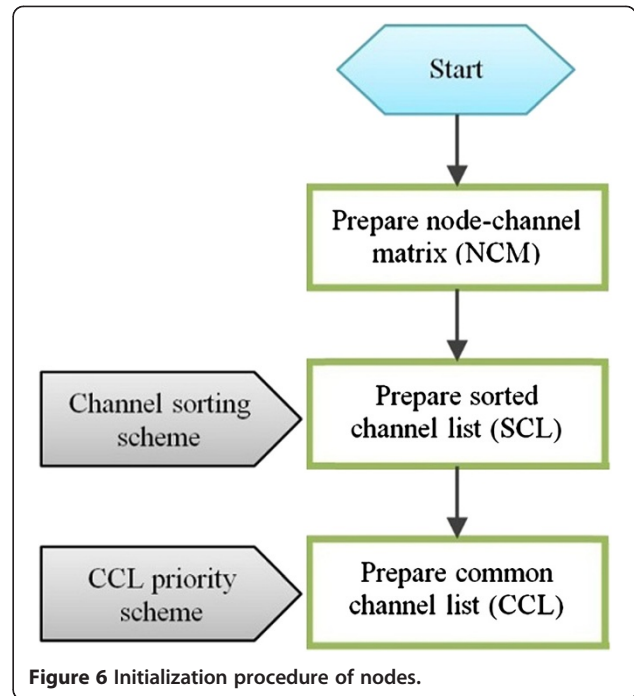 Start
Prepare node-channel
matrix (NCM)
Channel sorting
scheme
Prepare sorted
channel list (SCL)
CCL priority
scheme
Prepare common
channel list (CCL)
Figure 6 Initialization procedure of nodes.